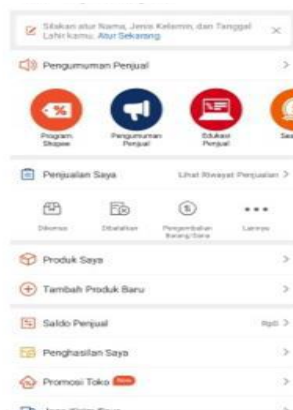 Silakan atur Nama, Jenis Kelamin, dan Tanggal
Lahir kamu. Atur Sekarang
Pengumuman Penjual
%
Program
Shopee
Pengumuman
Penjual
Edukasi
Penjual
Penjualan Saya
Lihat Riwayat Penjualan
Dikemas
Dibatalkan
Pengembalian
Barang/Dana
Lainnya
Produk Saya
Tambah Produk Baru
Saldo Penjual
Rp0
Penghasilan Saya
Promosi Toko New